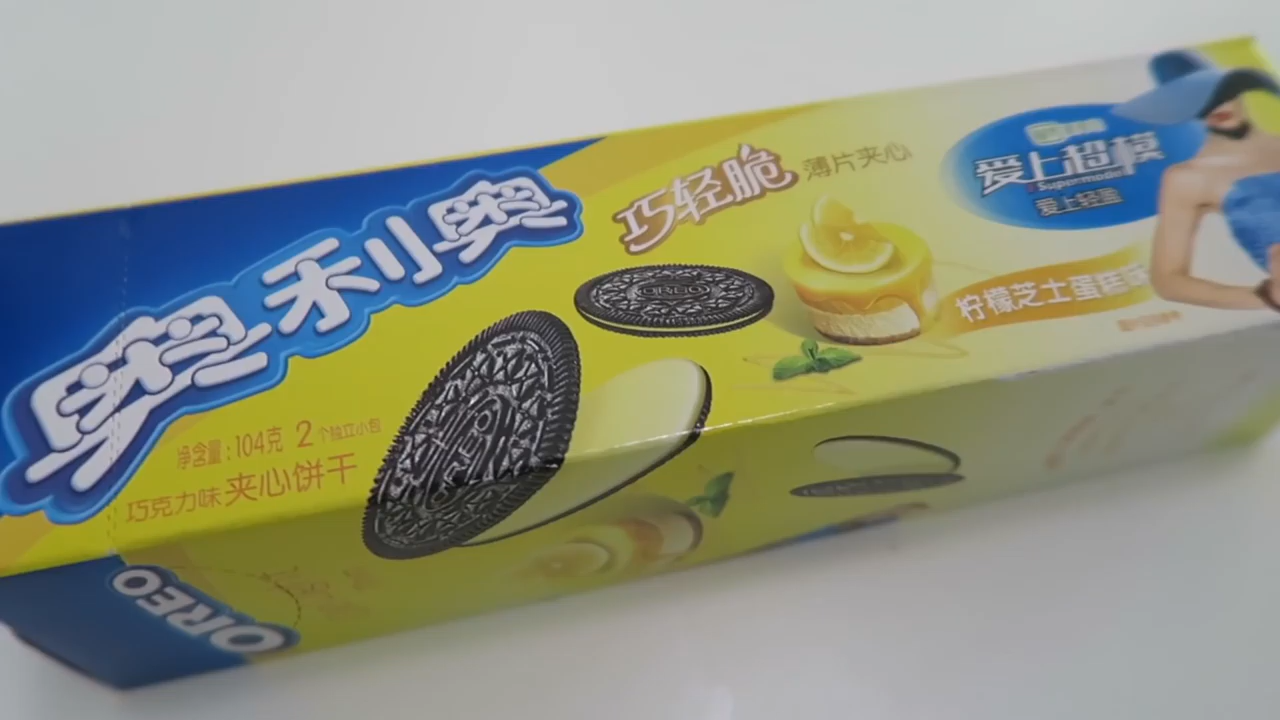 奥利奥
巧轻脆 薄片夹心
爱上超模
Supermodel
爱上轻盈
柠檬芝士蛋糕味
净含量:104克 2个独立小包
巧克力味夹心饼干
OREO
OREO
OREO